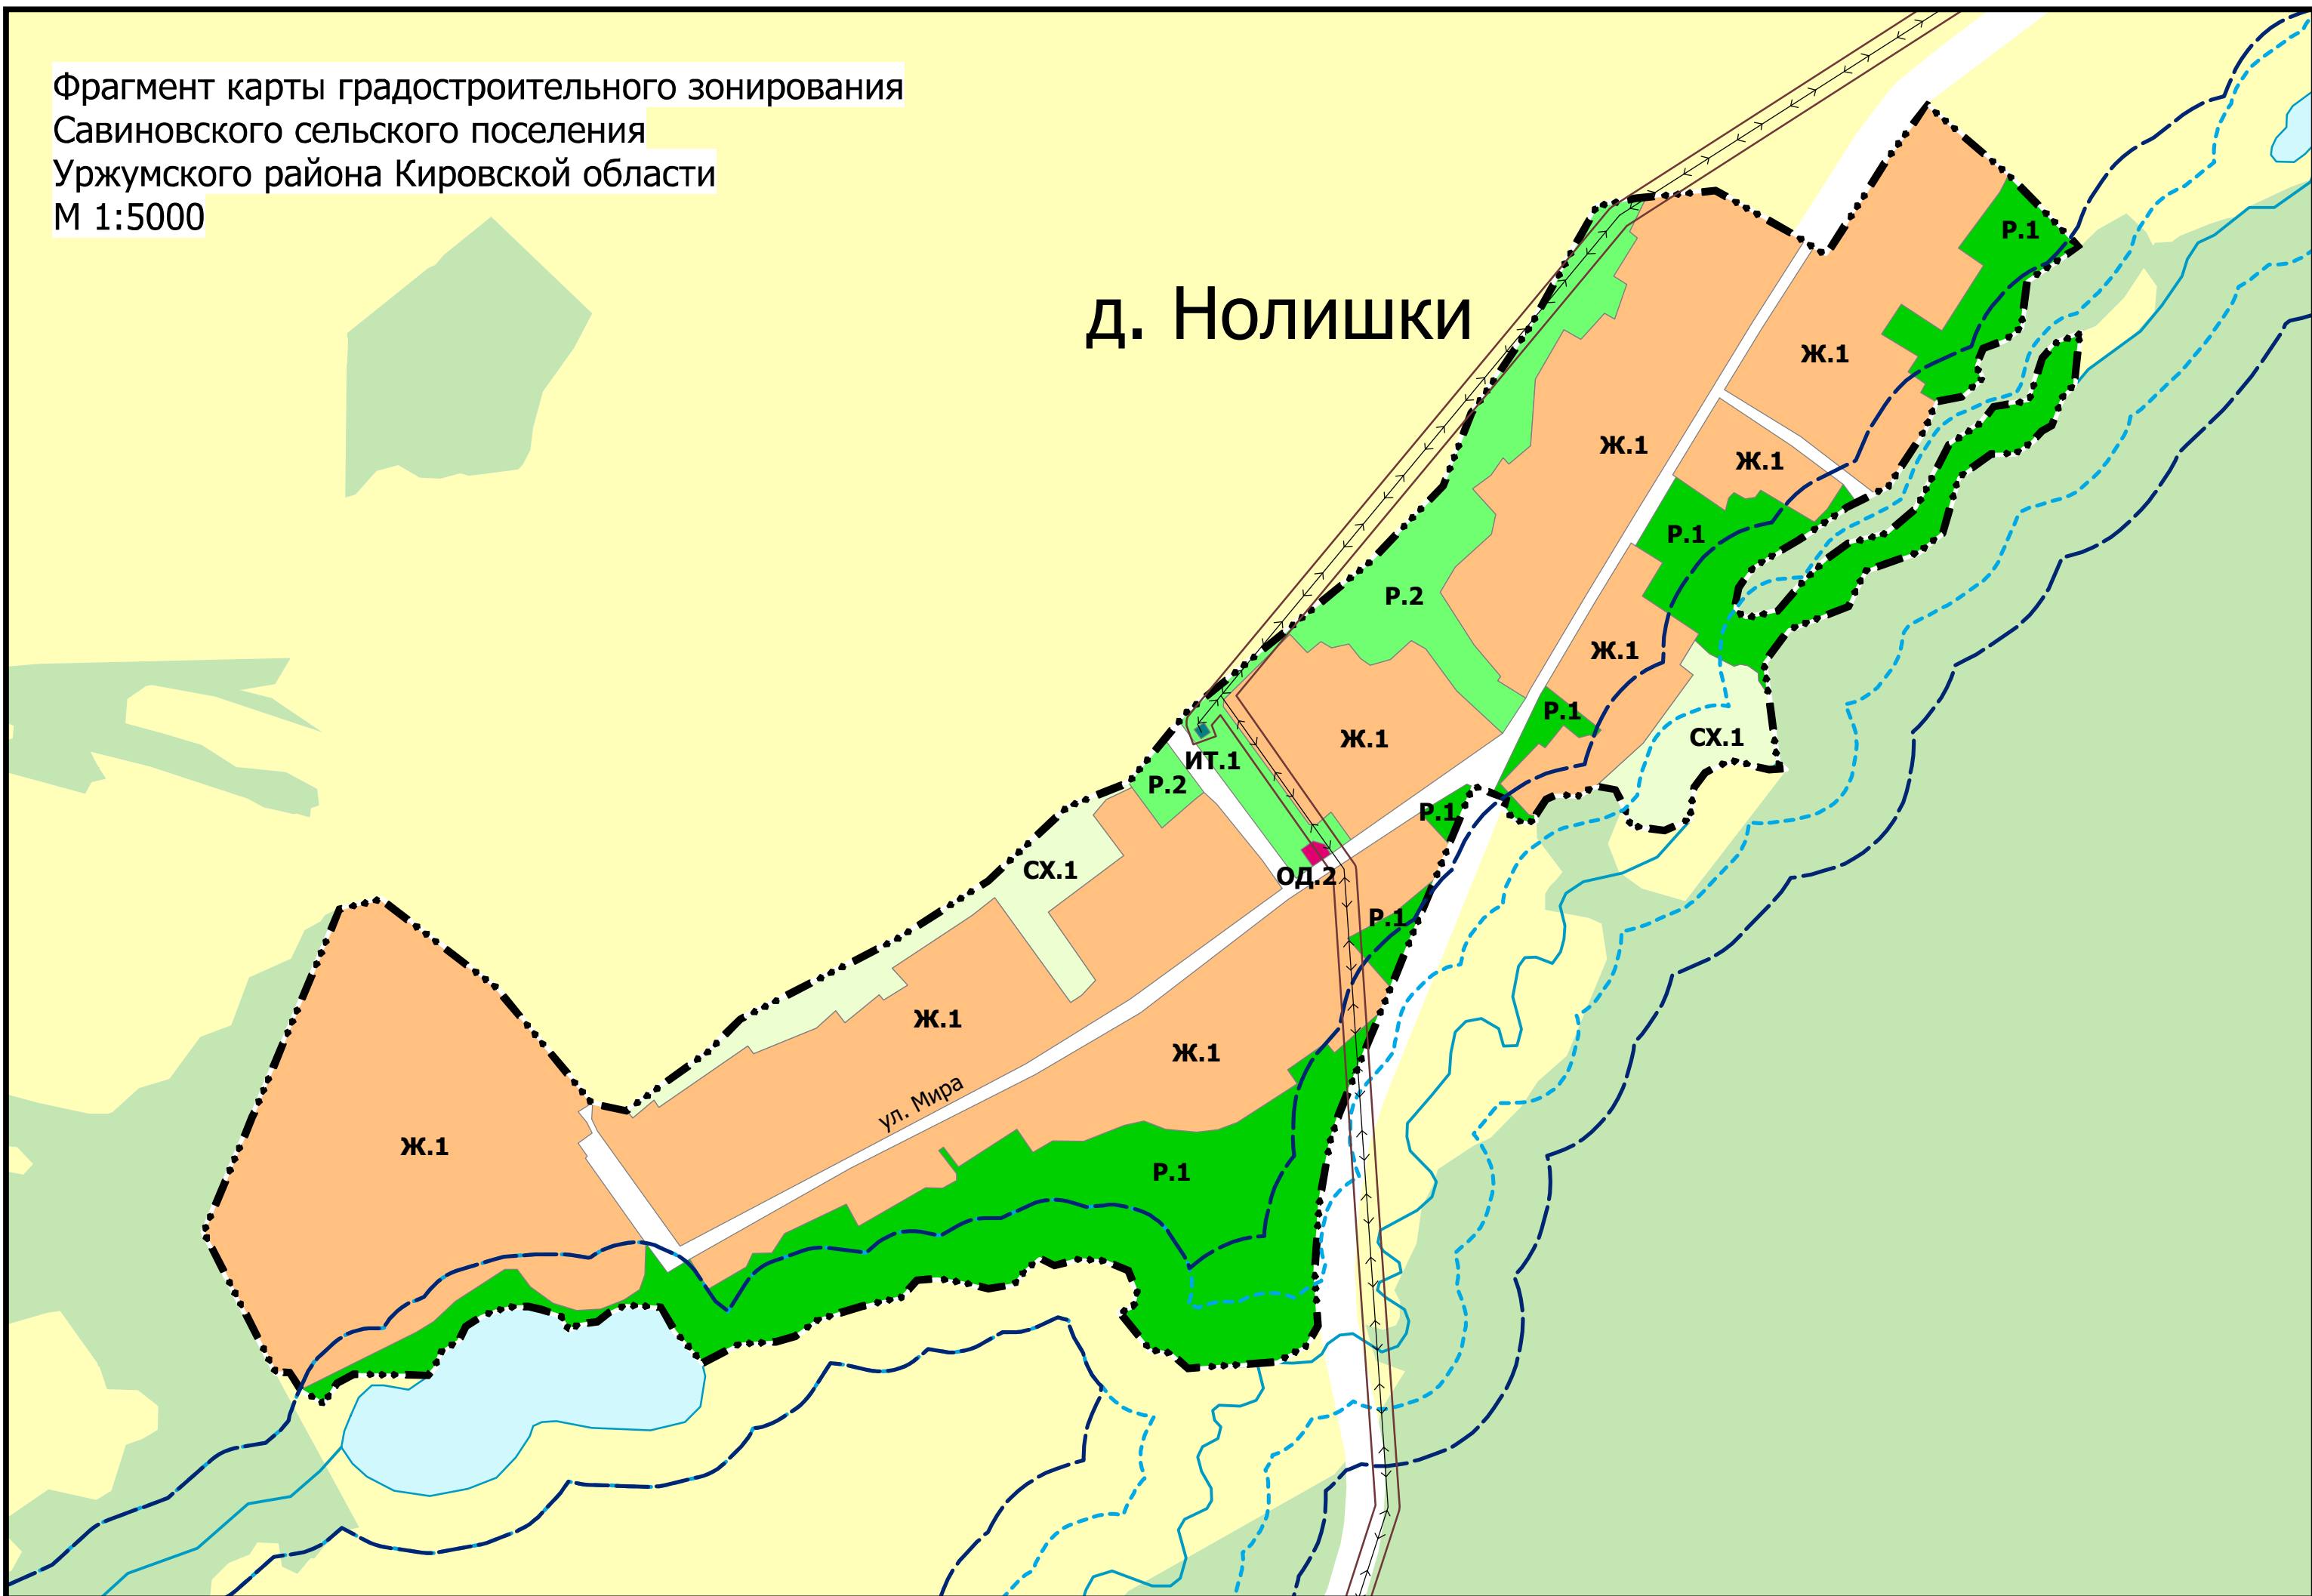 Фрагмент карты градостроительного зонирования
Савиновского сельского поселения
Уржумского района Кировской области
М 1:5000
Р.1
д. Нолишки
Ж.1
Ж.1
Ж.1
Р.1
Р.2
Ж.1
Р.1
Ж.1
СХ.1
ИТ.1
Р.2
Р.1
СХ.1
ОД.2
Р.1
Ж.1
Ж.1
ул. Мира
Ж.1
Р.1